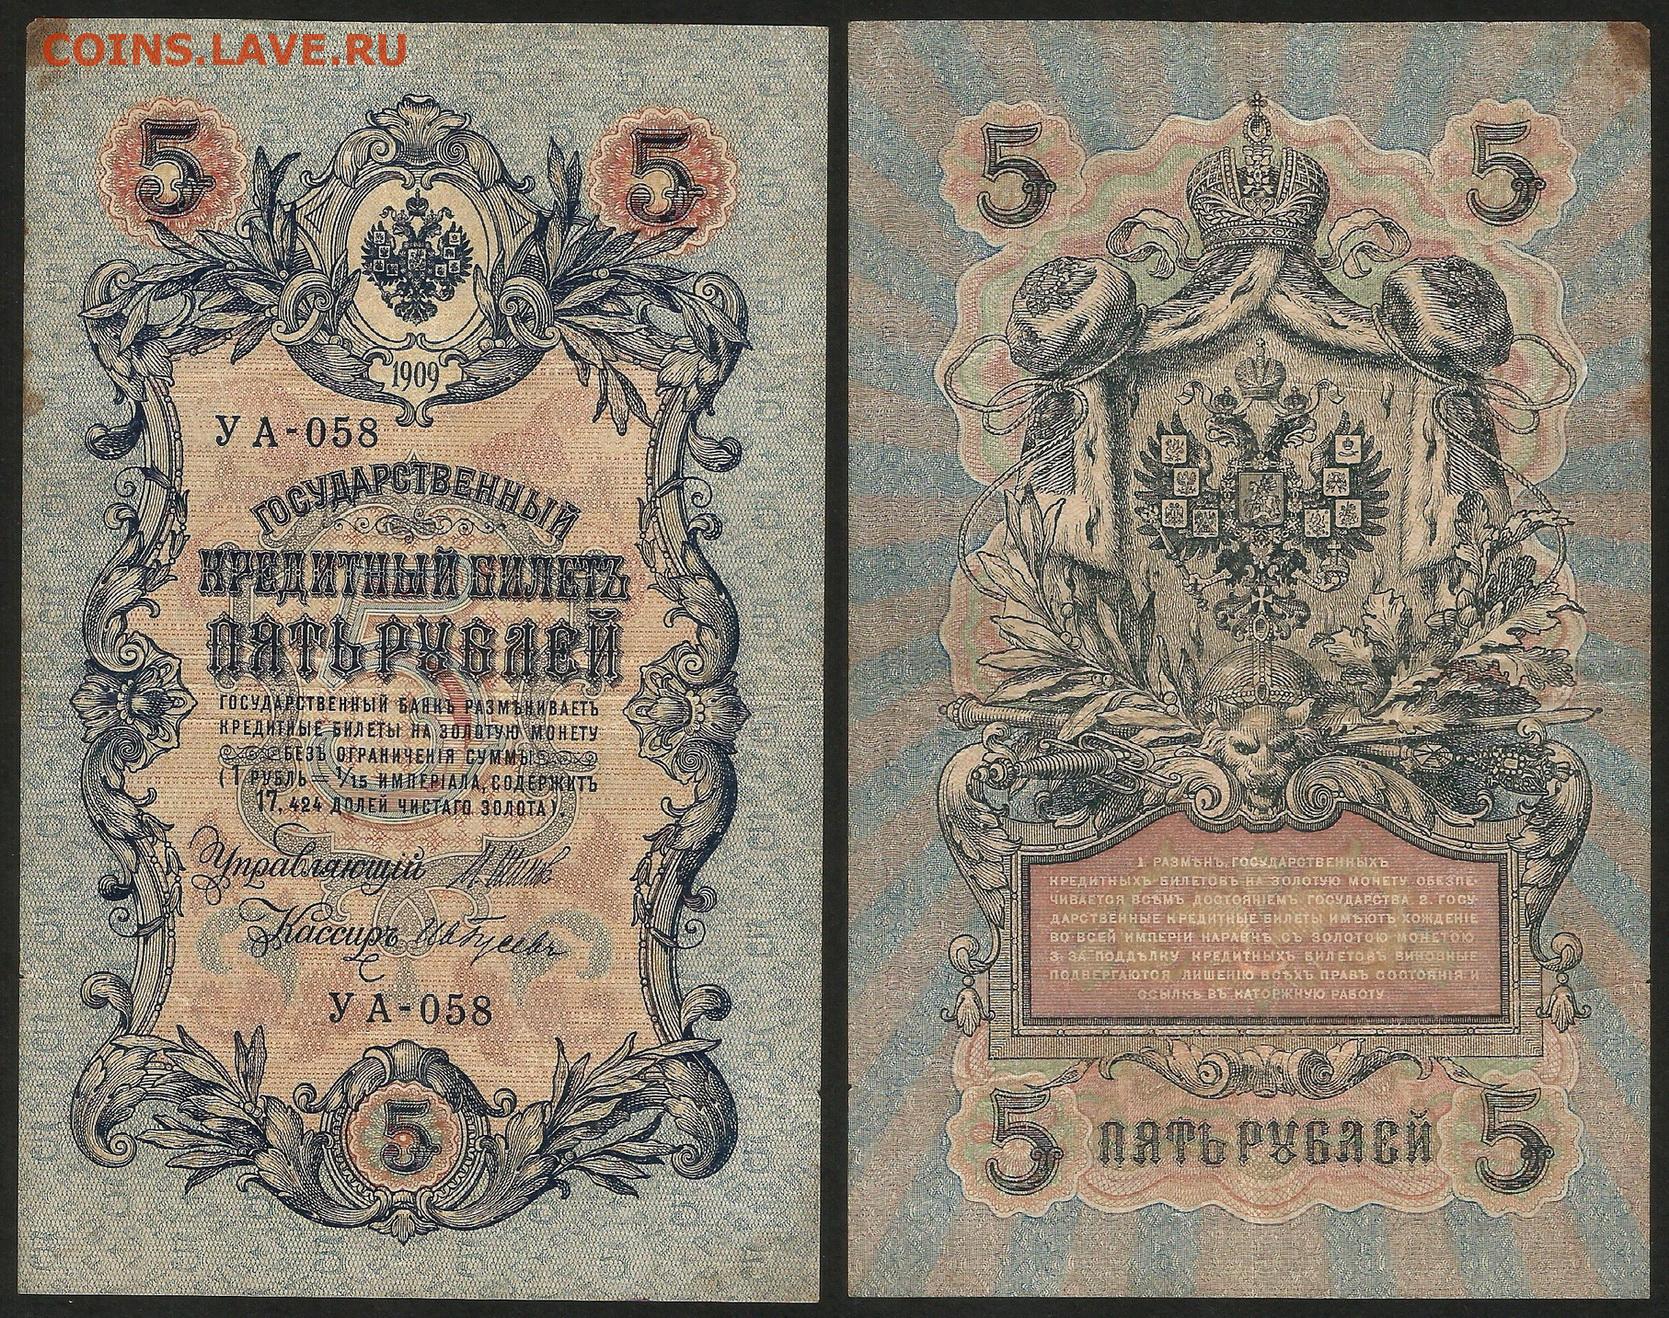 COINS.LAVE.RU
5 5
1909
УА-058
ГОСУДАРСТВЕННЫЙ
КРЕДИТНЫЙ БИЛЕТЪ
ПЯТЬ РУБЛЕЙ
ГОСУДАРСТВЕННЫЙ БАНКЪ РАЗМѢНИВАЕТЪ
КРЕДИТНЫЕ БИЛЕТЫ НА ЗОЛОТУЮ МОНЕТУ
БЕЗЪ ОГРАНИЧЕНІЯ СУММЫ
(1 РУБЛЬ = 1/15 ИМПЕРІАЛА, СОДЕРЖИТЪ
17,424 ДОЛЕЙ ЧИСТАГО ЗОЛОТА).
Управляющій
Кассиръ
УА-058
5
5 5
1. РАЗМѢНЪ ГОСУДАРСТВЕННЫХЪ
КРЕДИТНЫХЪ БИЛЕТОВЪ НА ЗОЛОТУЮ МОНЕТУ ОБЕЗПЕ-
ЧИВАЕТСЯ ВСѢМЪ ДОСТОЯНІЕМЪ ГОСУДАРСТВА 2. ГОСУ-
ДАРСТВЕННЫЕ КРЕДИТНЫЕ БИЛЕТЫ ИМѢЮТЪ ХОЖДЕНІЕ
ВО ВСЕЙ ИМПЕРІИ НАРАВНѢ СЪ ЗОЛОТОЮ МОНЕТОЮ
3. ЗА ПОДДѢЛКУ КРЕДИТНЫХЪ БИЛЕТОВЪ ВИНОВНЫЕ
ПОДВЕРГАЮТСЯ ЛИШЕНІЮ ВСѢХЪ ПРАВЪ СОСТОЯНІЯ И
ССЫЛКѢ ВЪ КАТОРЖНУЮ РАБОТУ
5 ПЯТЬ РУБЛЕЙ 5